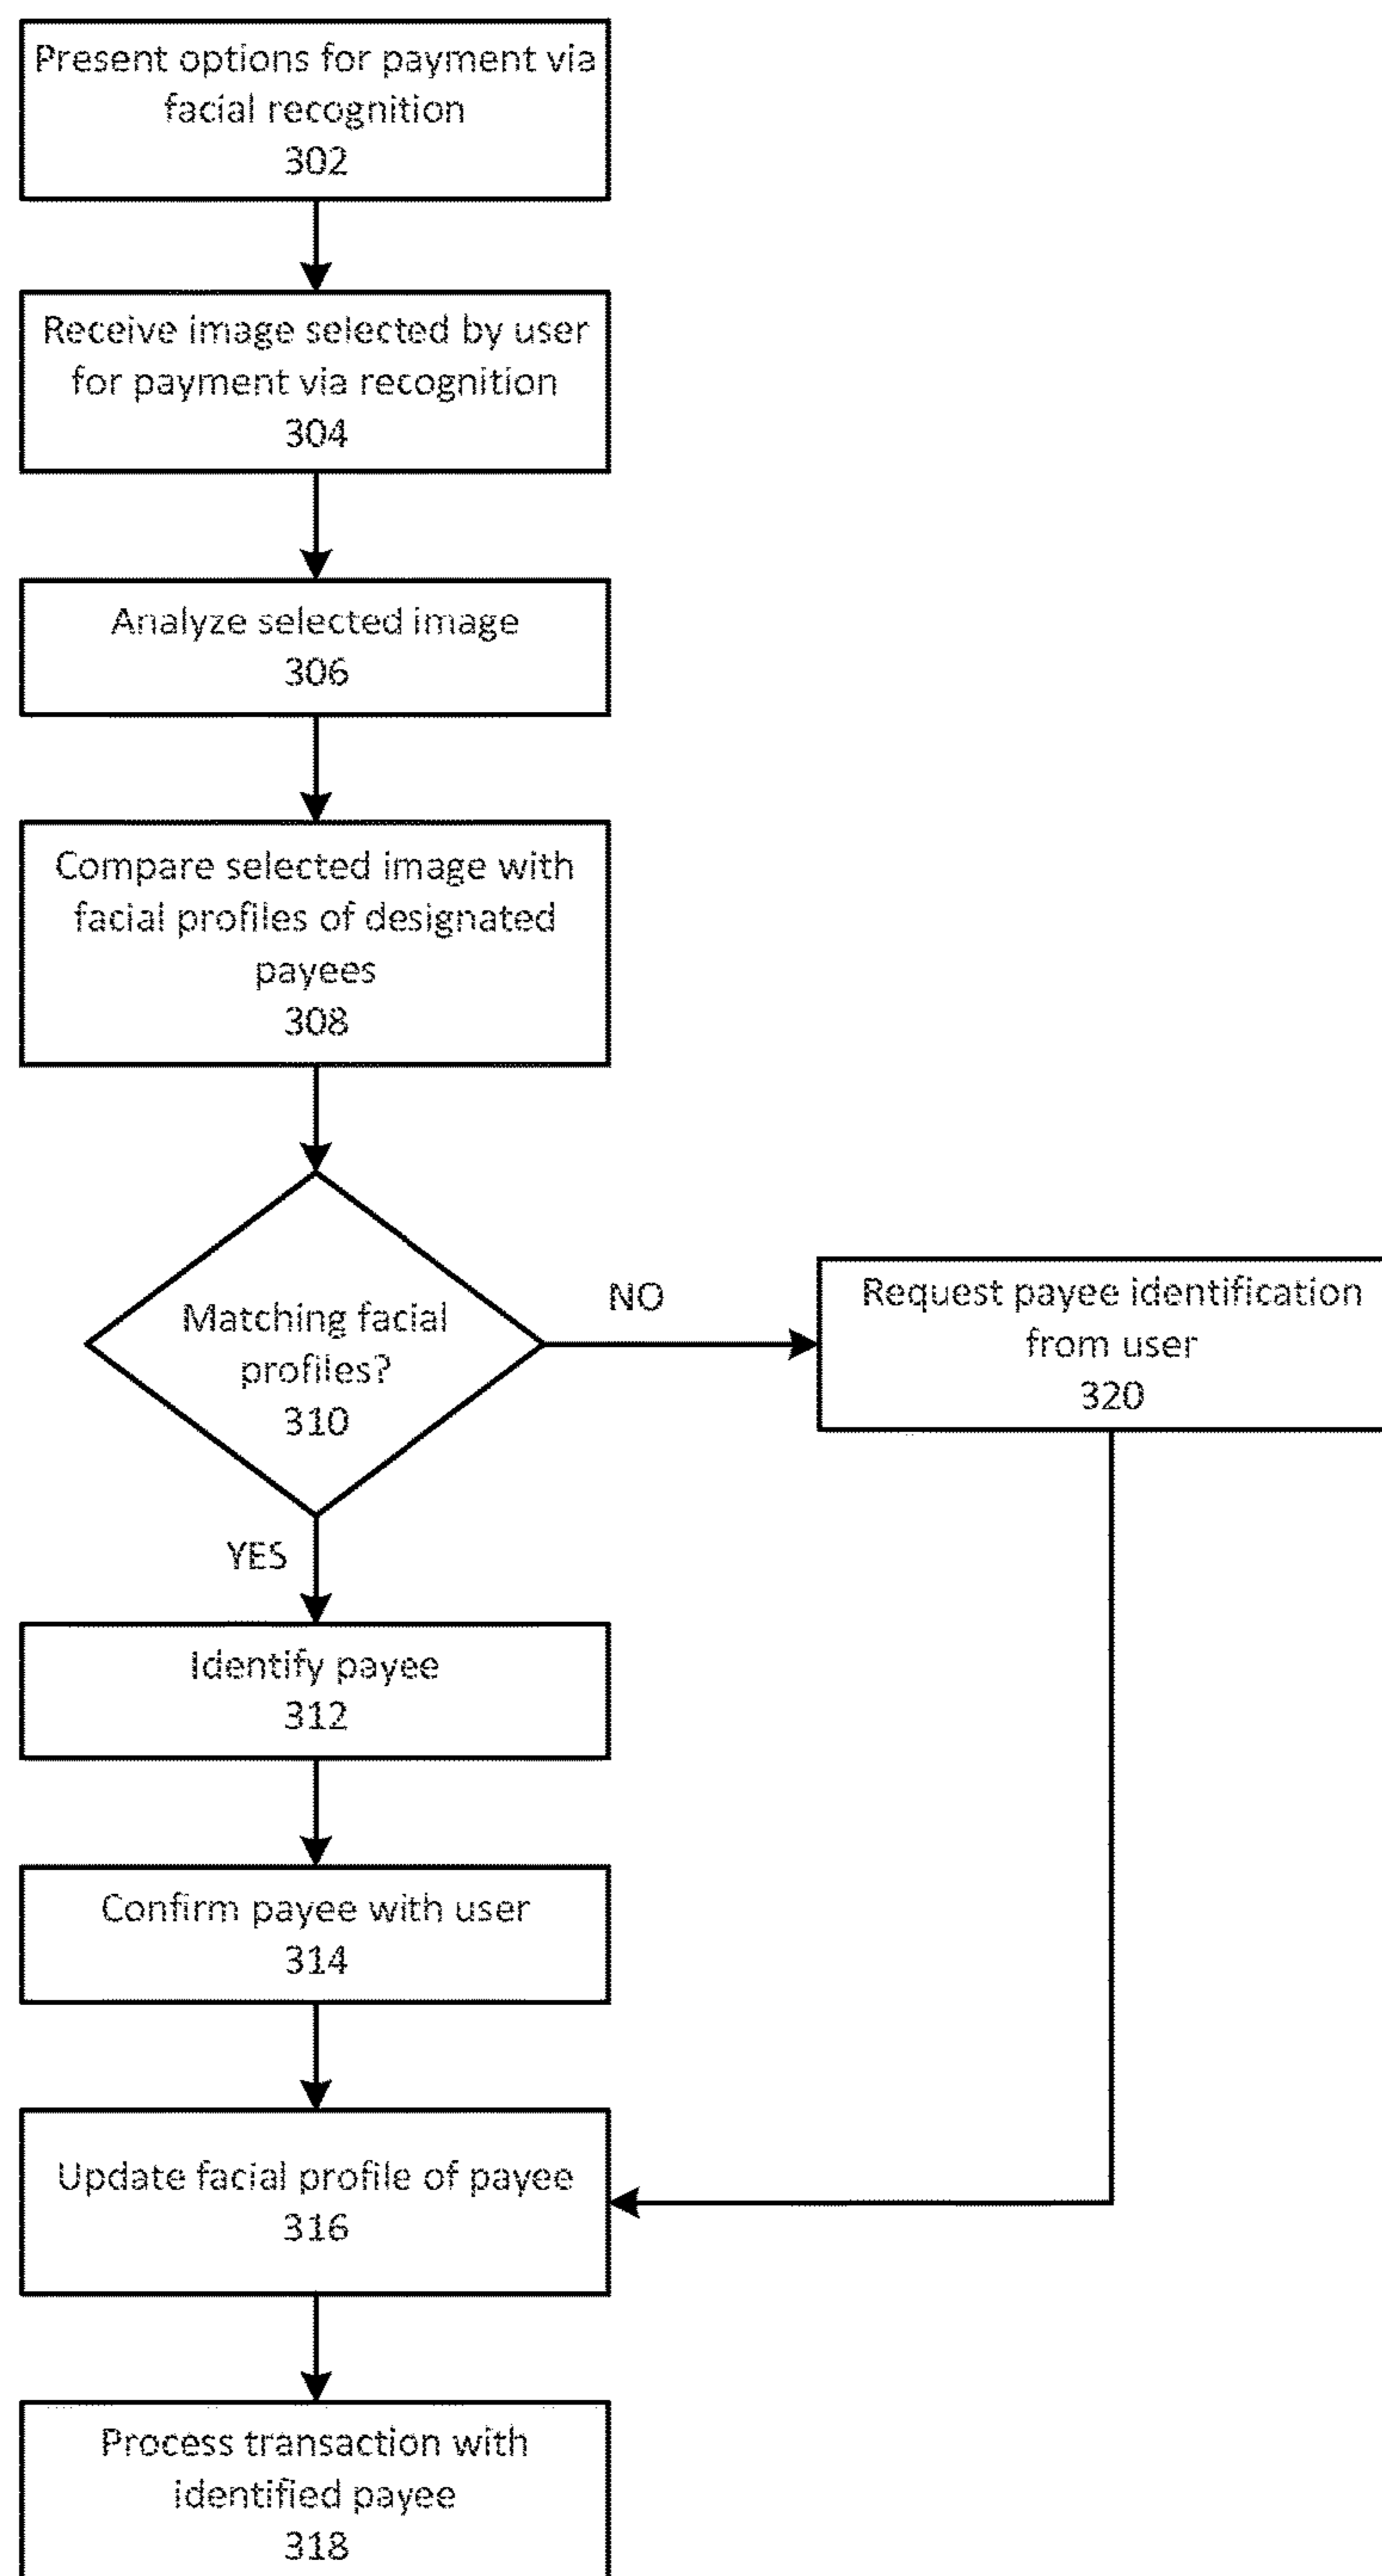 Present options for payment via
facial recognition
302
Receive image selected by user
for payment via recognition
304
Analyze selected image
306
Compare selected image with
facial profiles of designated
payees
308
Matching facial
profiles?
310
NO
Request payee identification
from user
320
YES
Identify payee
312
Confirm payee with user
314
Update facial profile of payee
316
Process transaction with
identified payee
318